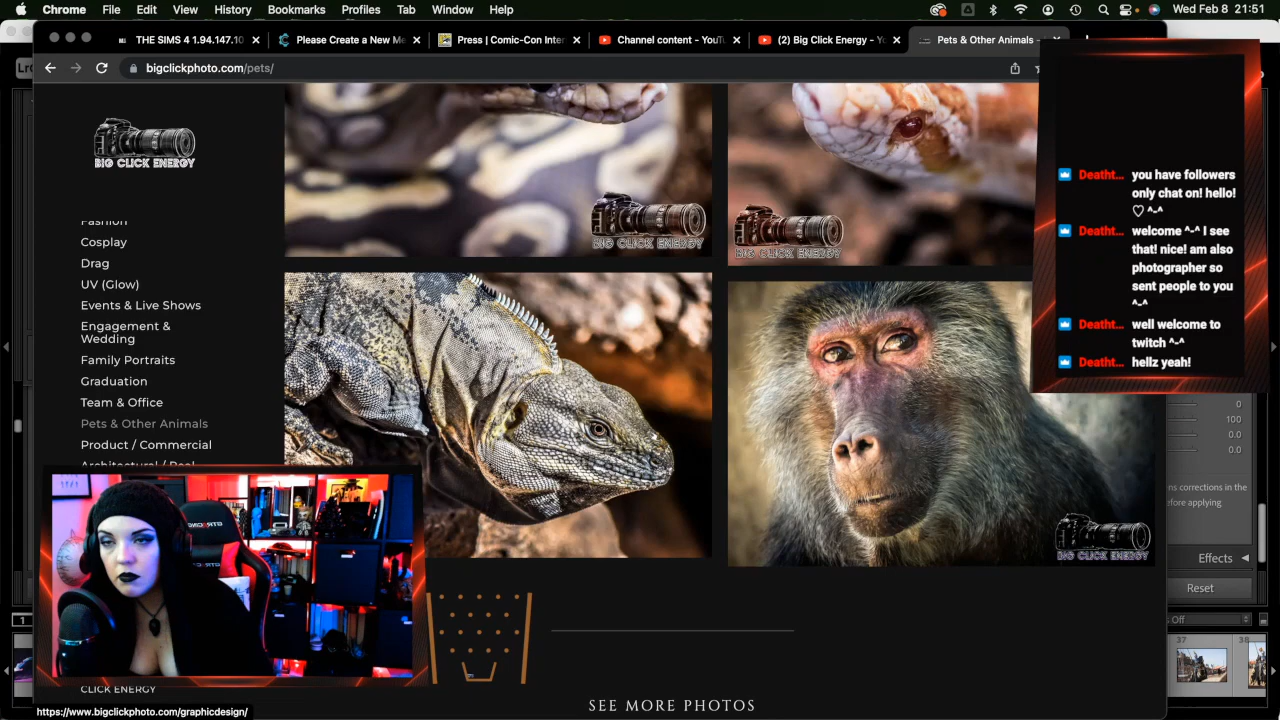 Chrome File Edit View History Bookmarks Profiles Tab Window Help
Wed Feb 8 21:51
THE SIMS 4 1.94.147.10
Please Create a New Me
Press | Comic-Con Inter
Channel content - YouTu
(2) Big Click Energy - Yo
Pets & Other Animals -
bigclickphoto.com/pets/
BIG CLICK ENERGY
Fashion
Cosplay
Drag
UV (Glow)
Events & Live Shows
Engagement &
Wedding
Family Portraits
Graduation
Team & Office
Pets & Other Animals
Product / Commercial
BIG CLICK ENERGY
BIG CLICK ENERGY
BIG CLICK ENERGY
Deatht... you have followers
only chat on! hello!
♡ ^-^
Deatht... welcome ^-^ I see
that! nice! am also
photographer so
sent people to you
^-^
Deatht... well welcome to
twitch ^-^
Deatht... hellz yeah!
0
100
0.0
0.0
ens corrections in the
efore applying
Effects
Reset
Off
37
38
1
CLICK ENERGY
SEE MORE PHOTOS
https://www.bigclickphoto.com/graphicdesign/